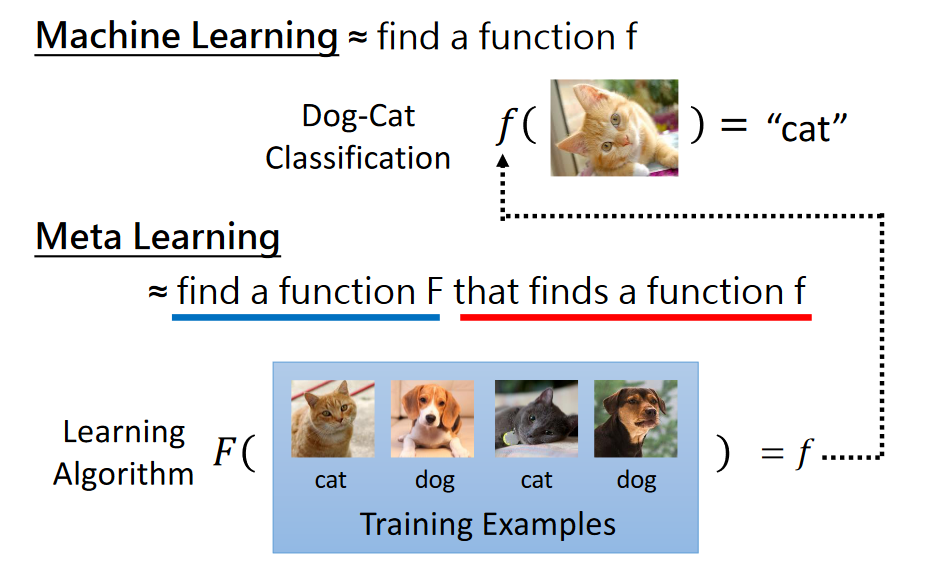 Machine Learning ≈ find a function f
Dog-Cat
Classification
f( ) = “cat”
Meta Learning
≈ find a function F that finds a function f
Learning
Algorithm
F( ) = f
cat dog cat dog
Training Examples